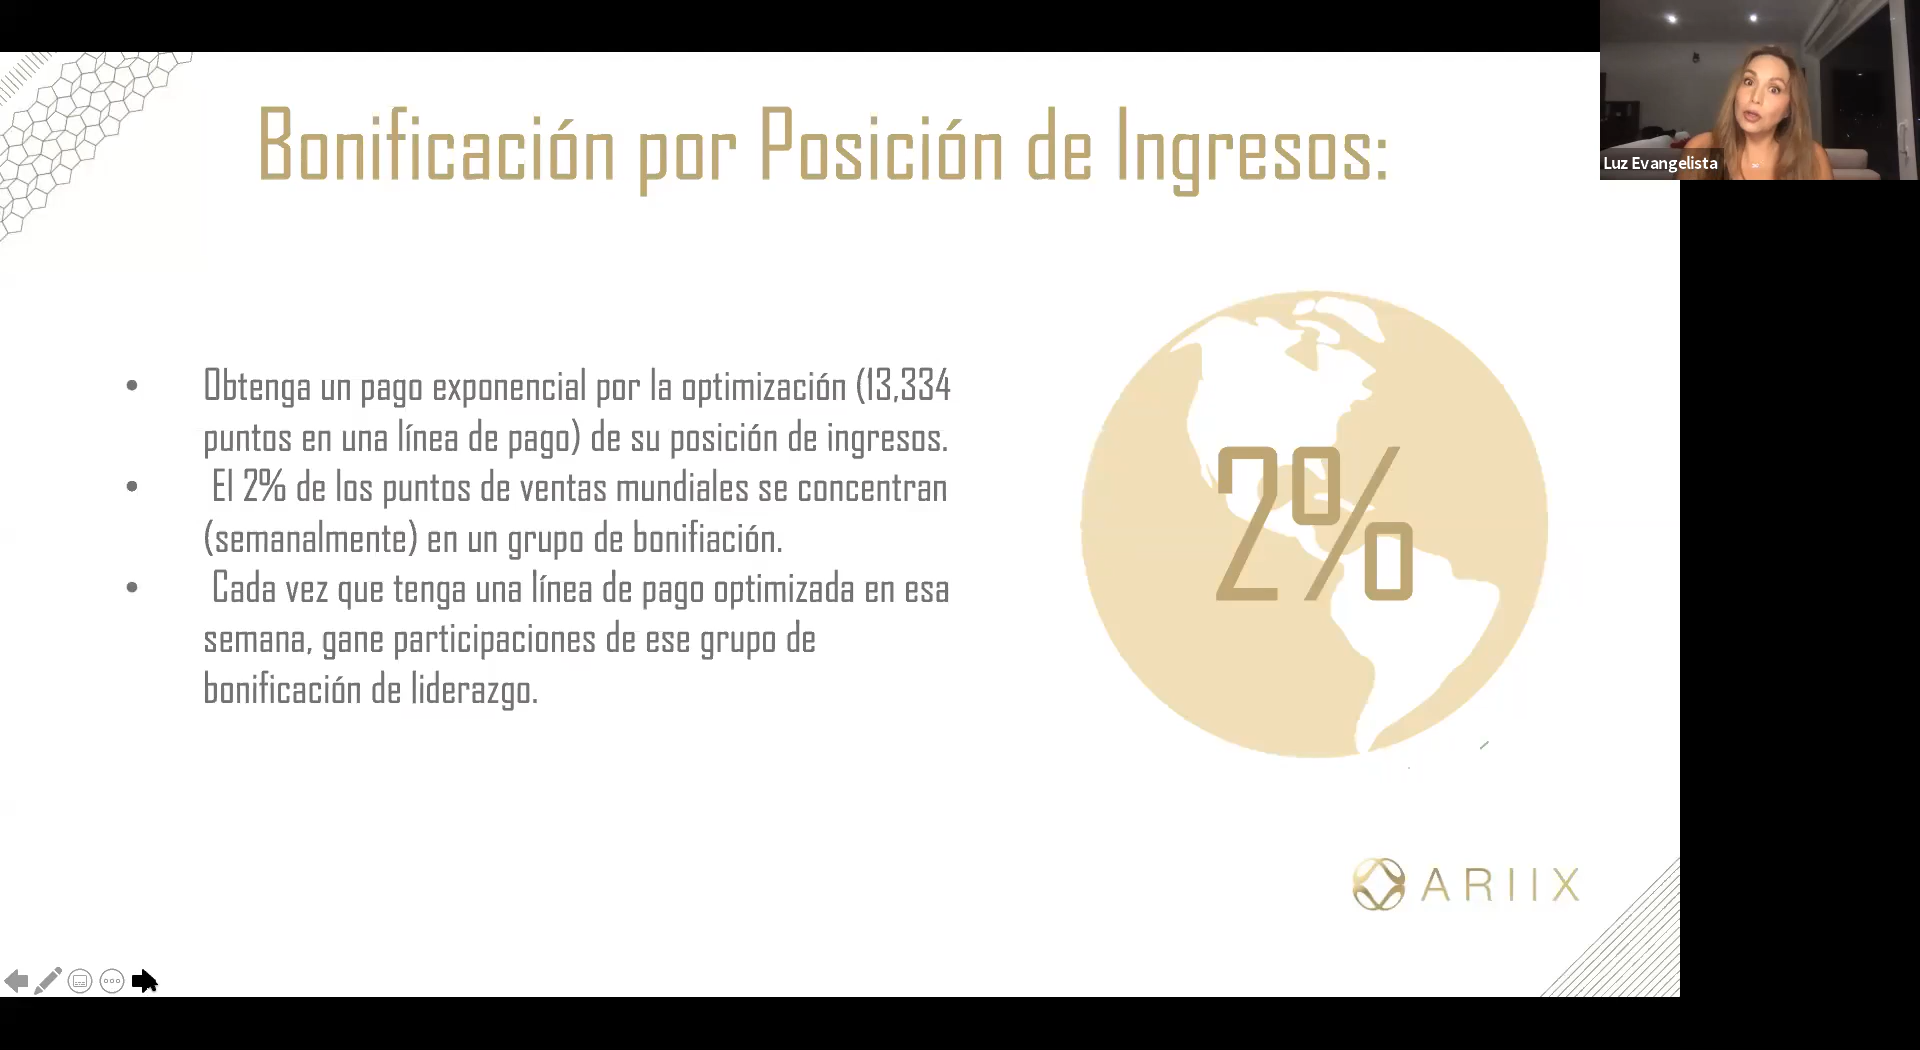 Bonificación por Posición de Ingresos:
Luz Evangelista
• Obtenga un pago exponencial por la optimización (13,334
puntos en una línea de pago) de su posición de ingresos.
• El 2% de los puntos de ventas mundiales se concentran
(semanalmente) en un grupo de bonifiación.
• Cada vez que tenga una línea de pago optimizada en esa
semana, gane participaciones de ese grupo de
bonificación de liderazgo.
2%
ARIIX